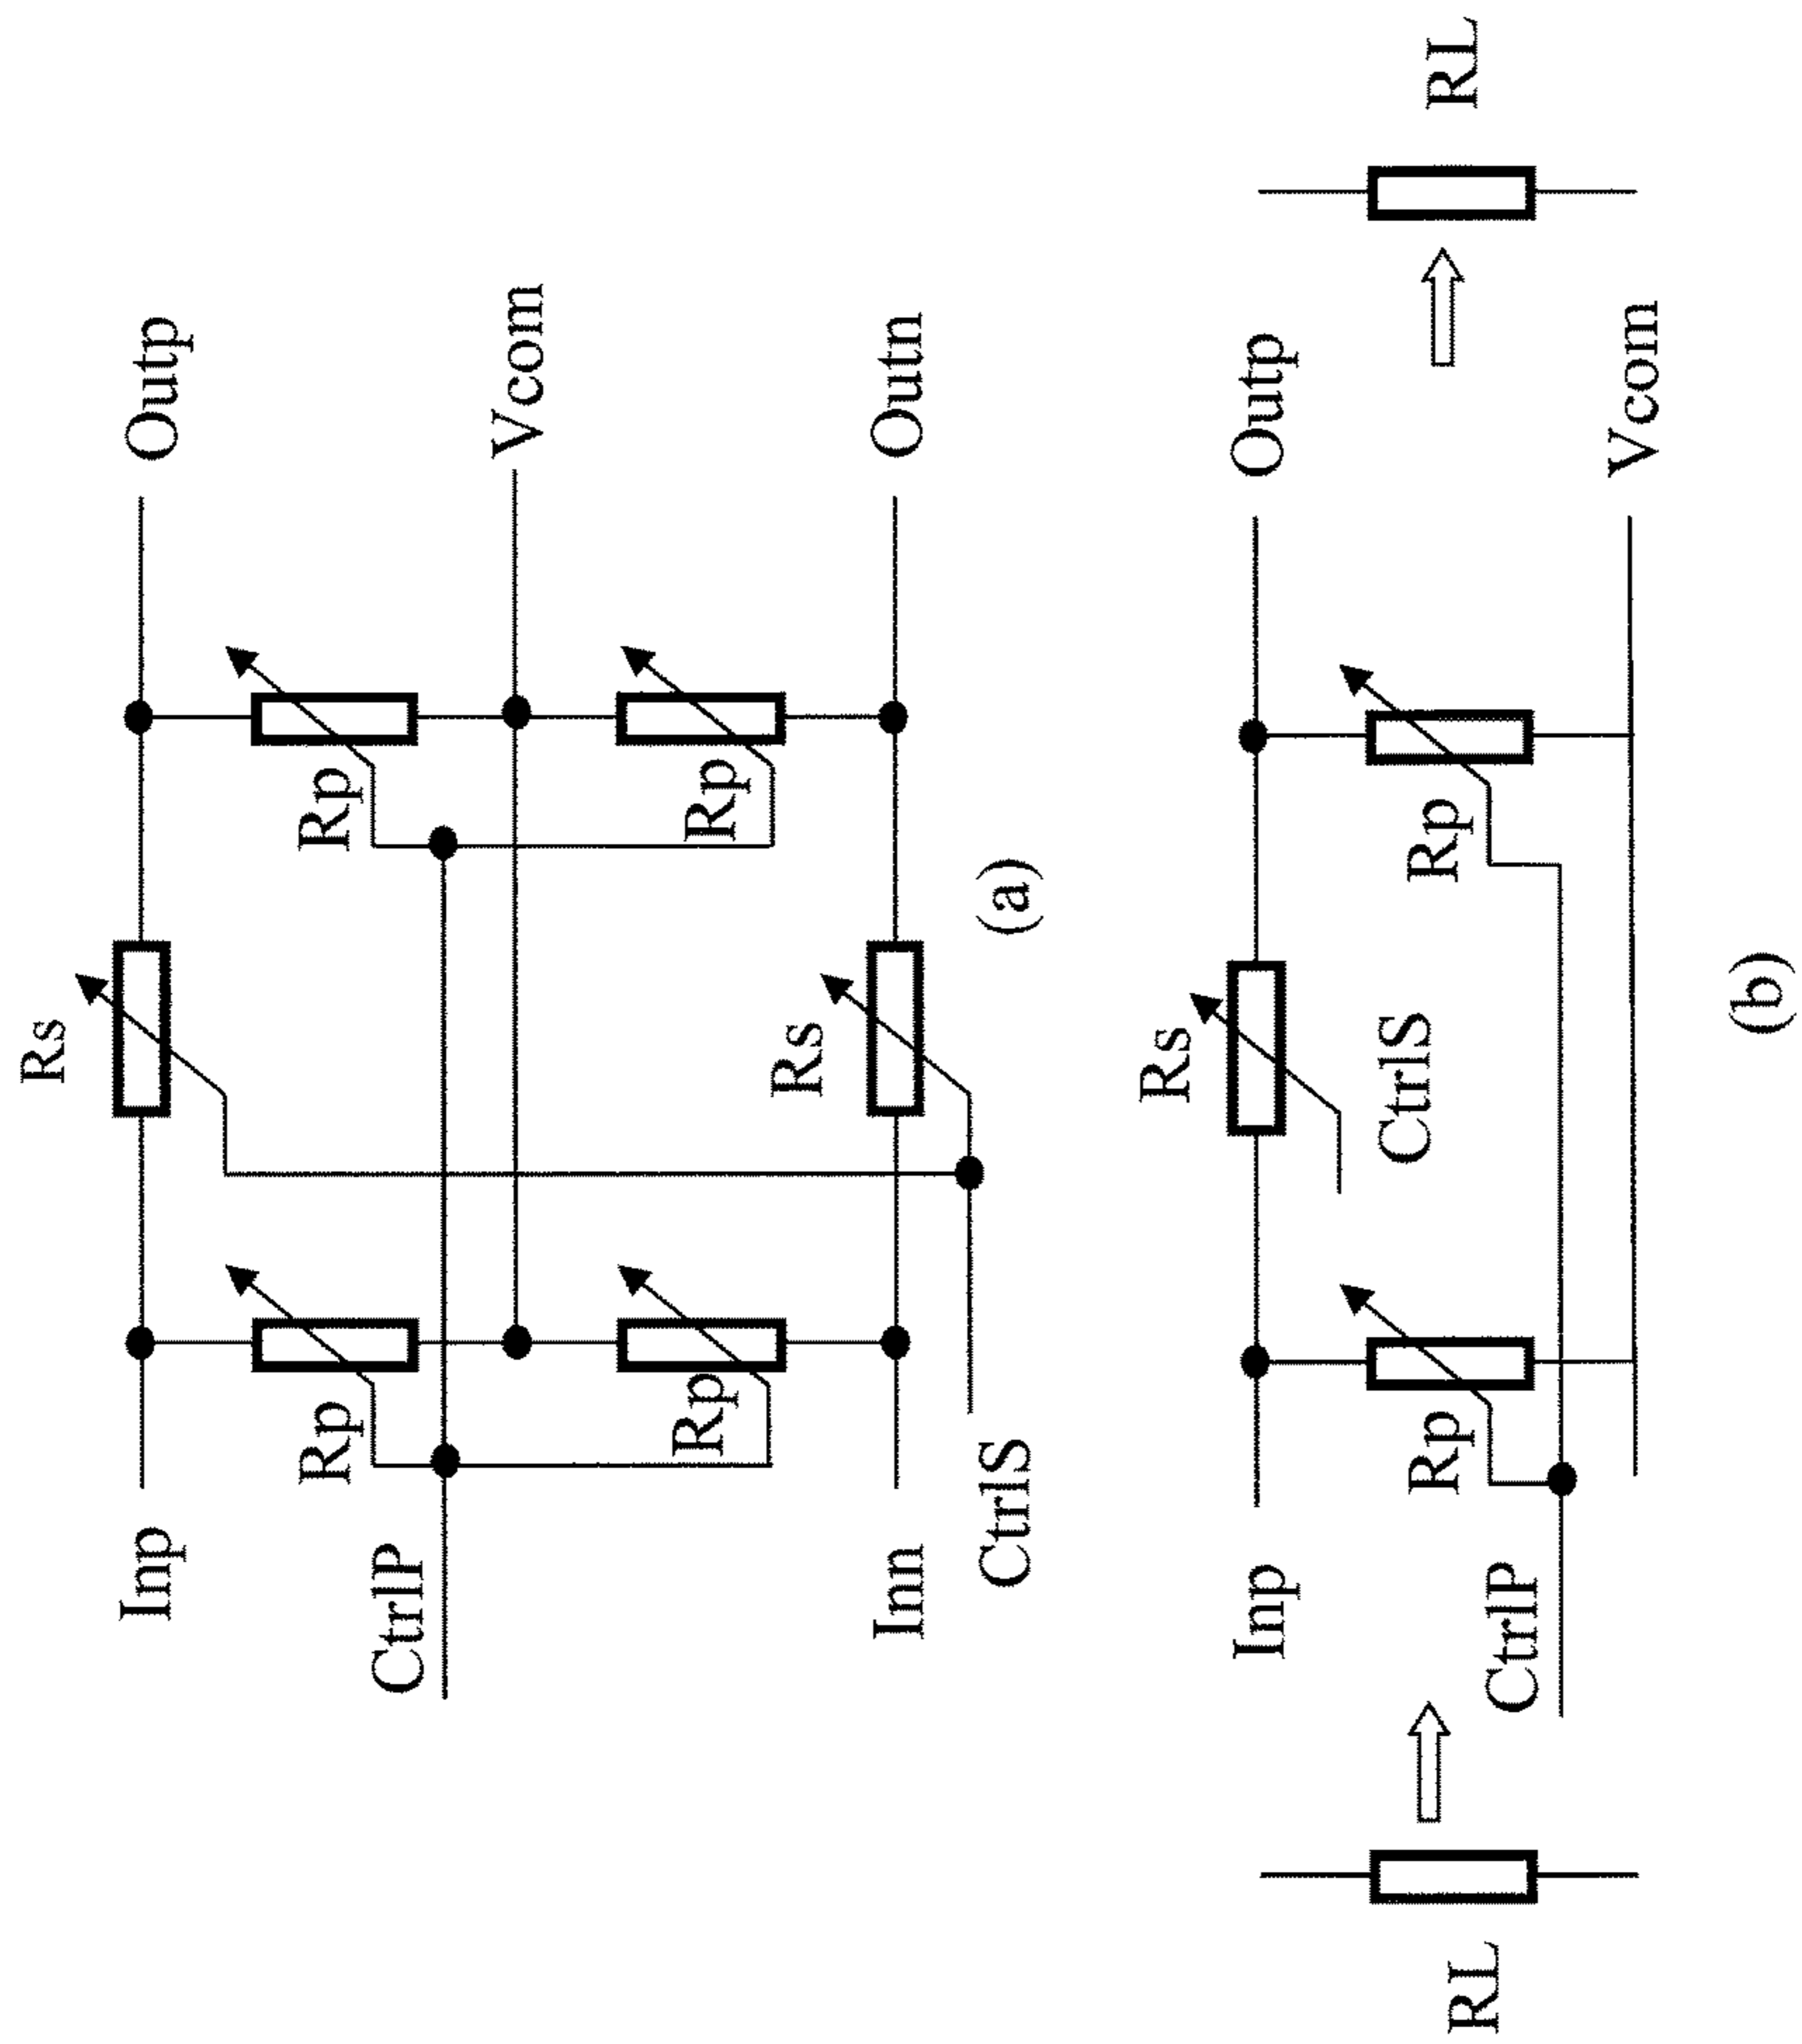 Rs
Inp
Outp
Rp
Rp
CtrlP
Vcom
Rs
Rp
Rp
Inn
Outn
CtrlS
(a)
Rs
Inp
Outp
CtrlS
RL
Rp
Rp
RL
CtrlP
Vcom
(b)